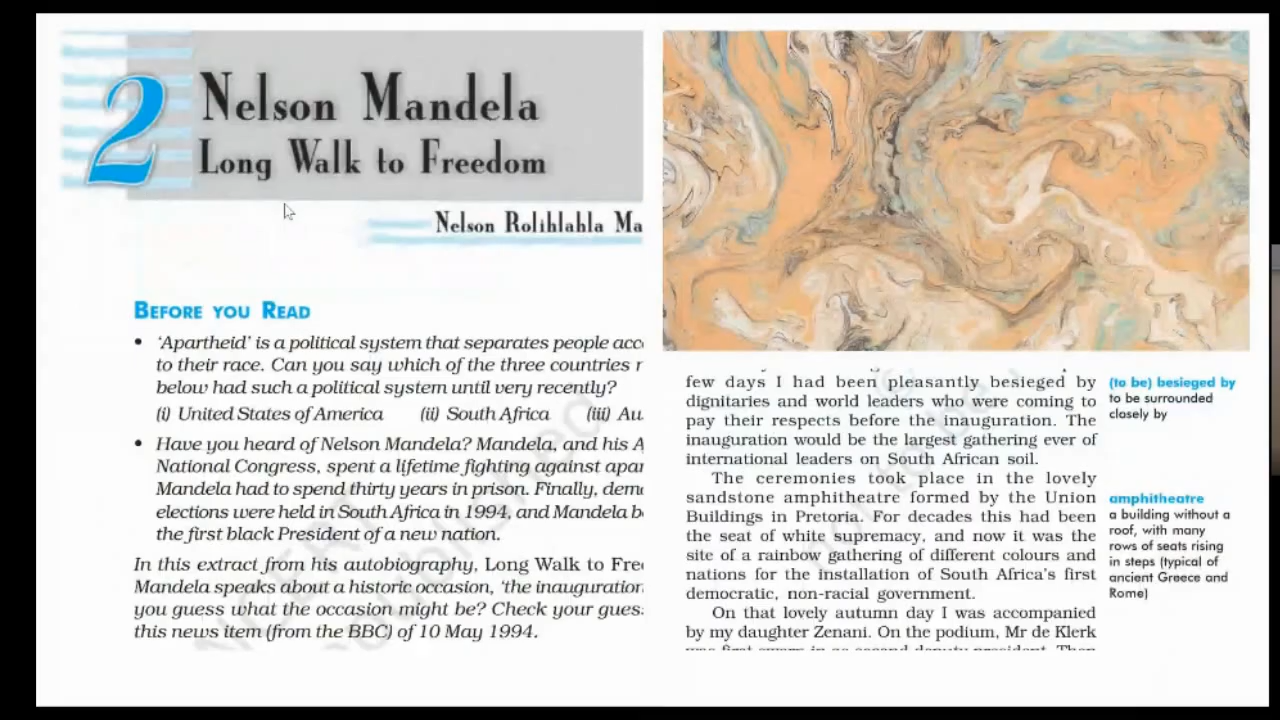 2
Nelson Mandela
Long Walk to Freedom
Nelson Rolihlahla Ma
BEFORE YOU READ
• 'Apartheid' is a political system that separates people acc
to their race. Can you say which of the three countries n
below had such a political system until very recently?
(i) United States of America (ii) South Africa (iii) Au
• Have you heard of Nelson Mandela? Mandela, and his A
National Congress, spent a lifetime fighting against apar
Mandela had to spend thirty years in prison. Finally, dem
elections were held in South Africa in 1994, and Mandela b
the first black President of a new nation.
In this extract from his autobiography, Long Walk to Free
Mandela speaks about a historic occasion, 'the inauguration
you guess what the occasion might be? Check your gues
this news item (from the BBC) of 10 May 1994.
few days I had been pleasantly besieged by
dignitaries and world leaders who were coming to
pay their respects before the inauguration. The
inauguration would be the largest gathering ever of
international leaders on South African soil.
The ceremonies took place in the lovely
sandstone amphitheatre formed by the Union
Buildings in Pretoria. For decades this had been
the seat of white supremacy, and now it was the
site of a rainbow gathering of different colours and
nations for the installation of South Africa's first
democratic, non-racial government.
On that lovely autumn day I was accompanied
by my daughter Zenani. On the podium, Mr de Klerk
(to be) besieged by
to be surrounded
closely by
amphitheatre
a building without a
roof, with many
rows of seats rising
in steps (typical of
ancient Greece and
Rome)